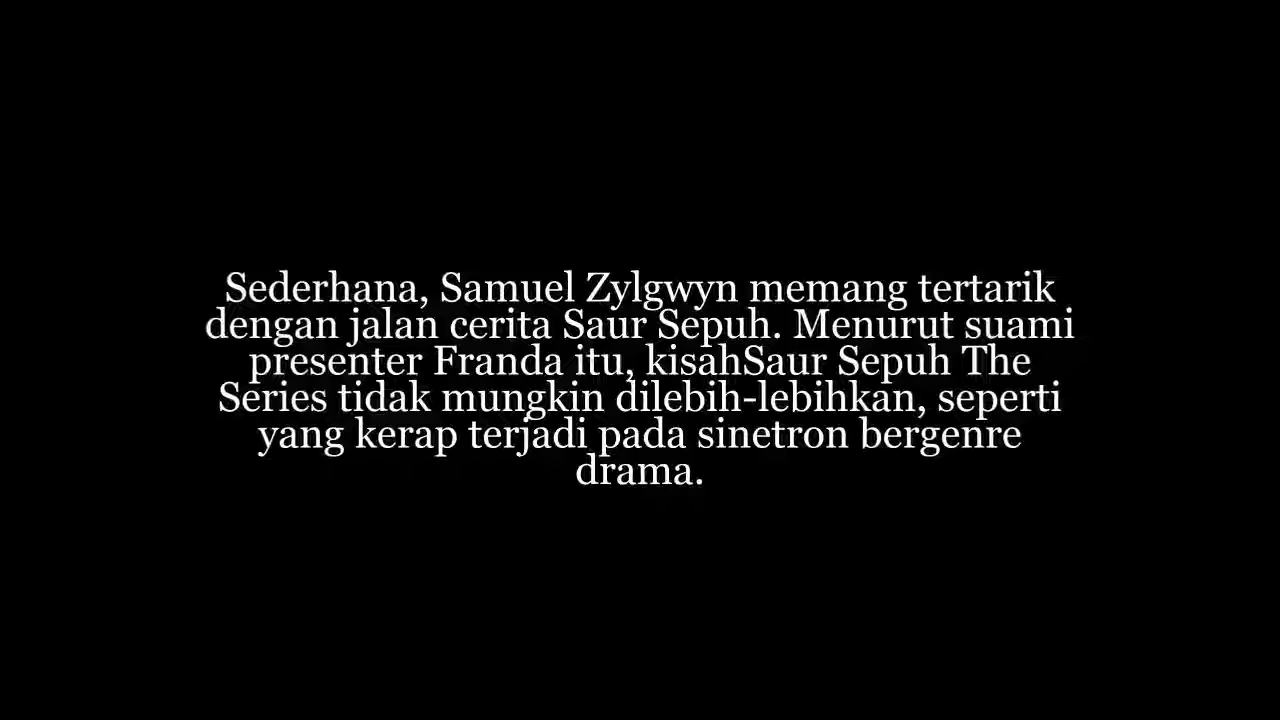 Sederhana, Samuel Zylgwyn memang tertarik
dengan jalan cerita Saur Sepuh. Menurut suami
presenter Franda itu, kisahSaur Sepuh The
Series tidak mungkin dilebih-lebihkan, seperti
yang kerap terjadi pada sinetron bergenre
drama.